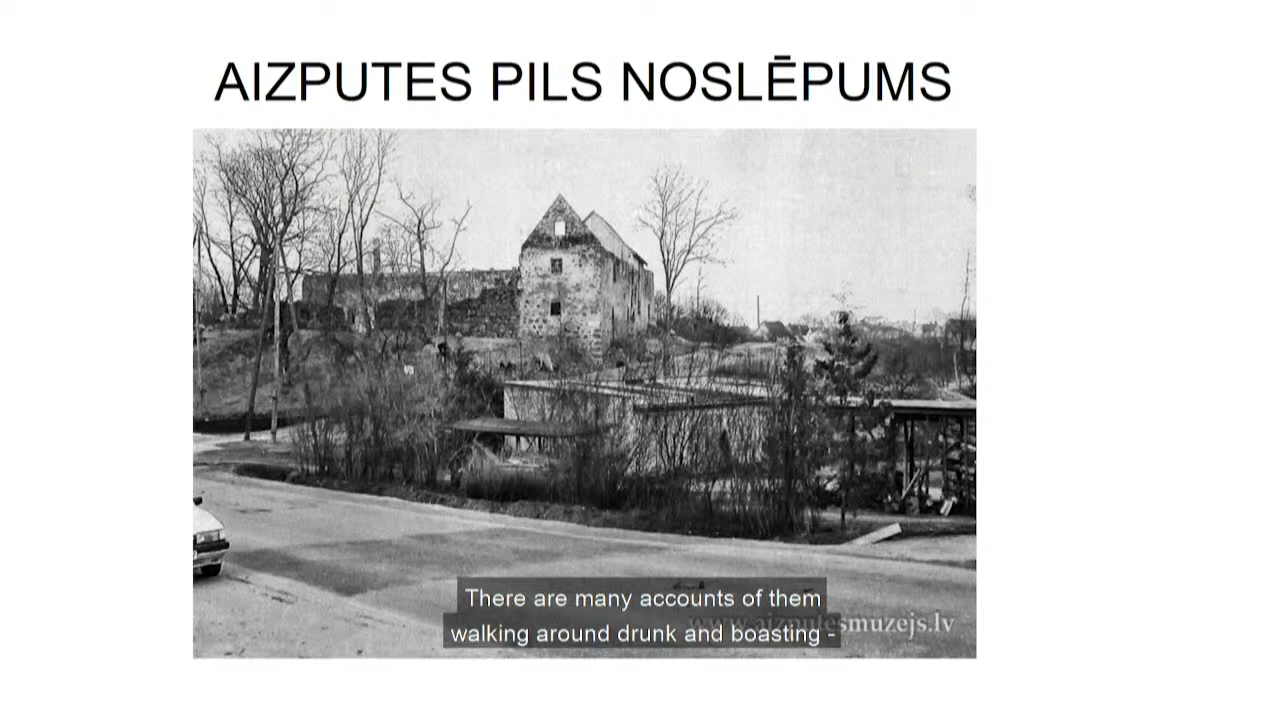 AIZPUTES PILS NOSLĒPUMS
There are many accounts of them
walking around drunk and boasting -
www.aizputesmuzejs.lv